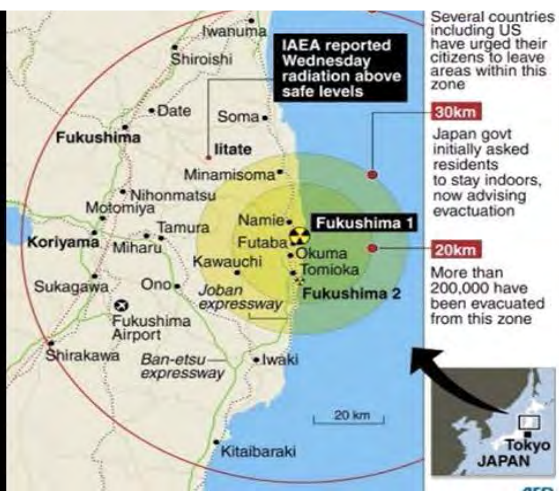 Several countries
including US
have urged their
citizens to leave
areas within this
zone
Iwanuma
Shiroishi
IAEA reported
Wednesday
radiation above
safe levels
Date
Soma
Fukushima
Iitate
Minamisoma
30km
Japan govt
initially asked
residents
to stay indoors,
now advising
evactuation
Nihonmatsu
Motomiya
Tamura
Koriyama
Miharu
Namie
Fukushima 1
Futaba
Okuma
Kawauchi
Tomioka
Sukagawa
Ono
Joban
expressway
Fukushima 2
20km
More than
200,000 have
been evacuated
from this zone
Fukushima
Airport
Shirakawa
Ban-etsu
expressway
Iwaki
20 km
Kitaibaraki
Tokyo
JAPAN